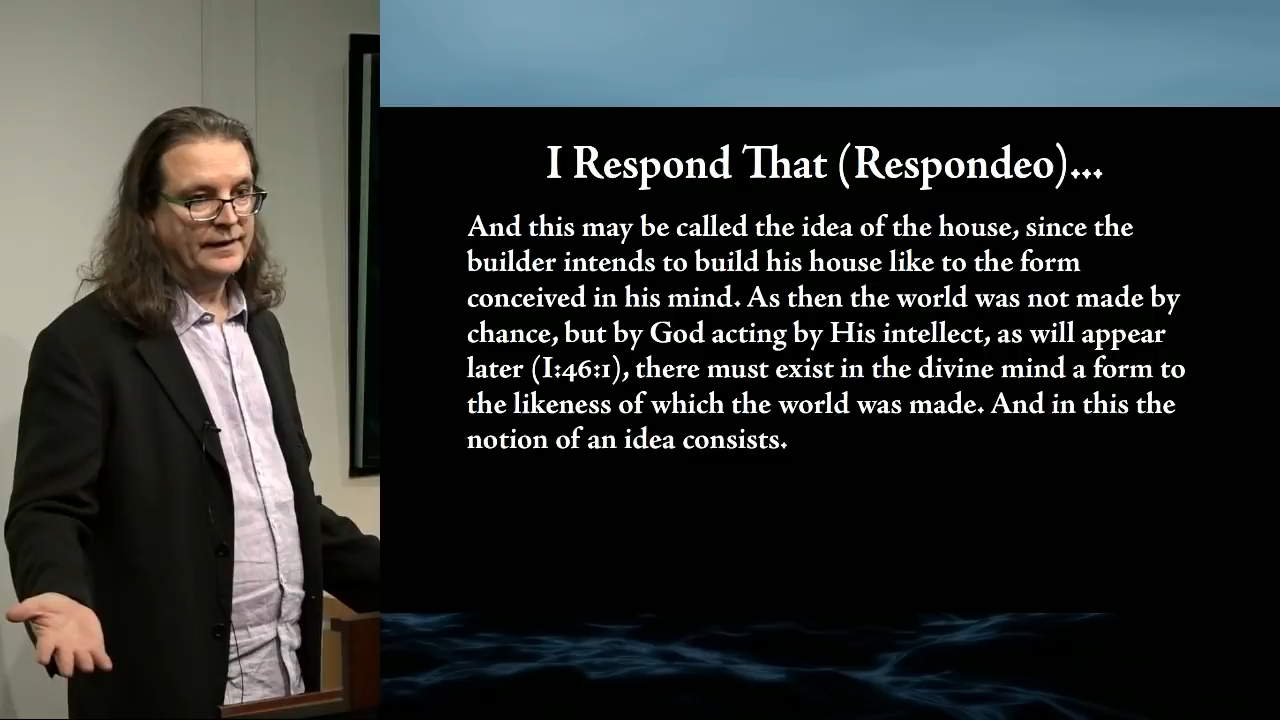 I Respond That (Respondeo)...
And this may be called the idea of the house, since the
builder intends to build his house like to the form
conceived in his mind. As then the world was not made by
chance, but by God acting by His intellect, as will appear
later (I:46:1), there must exist in the divine mind a form to
the likeness of which the world was made. And in this the
notion of an idea consists.